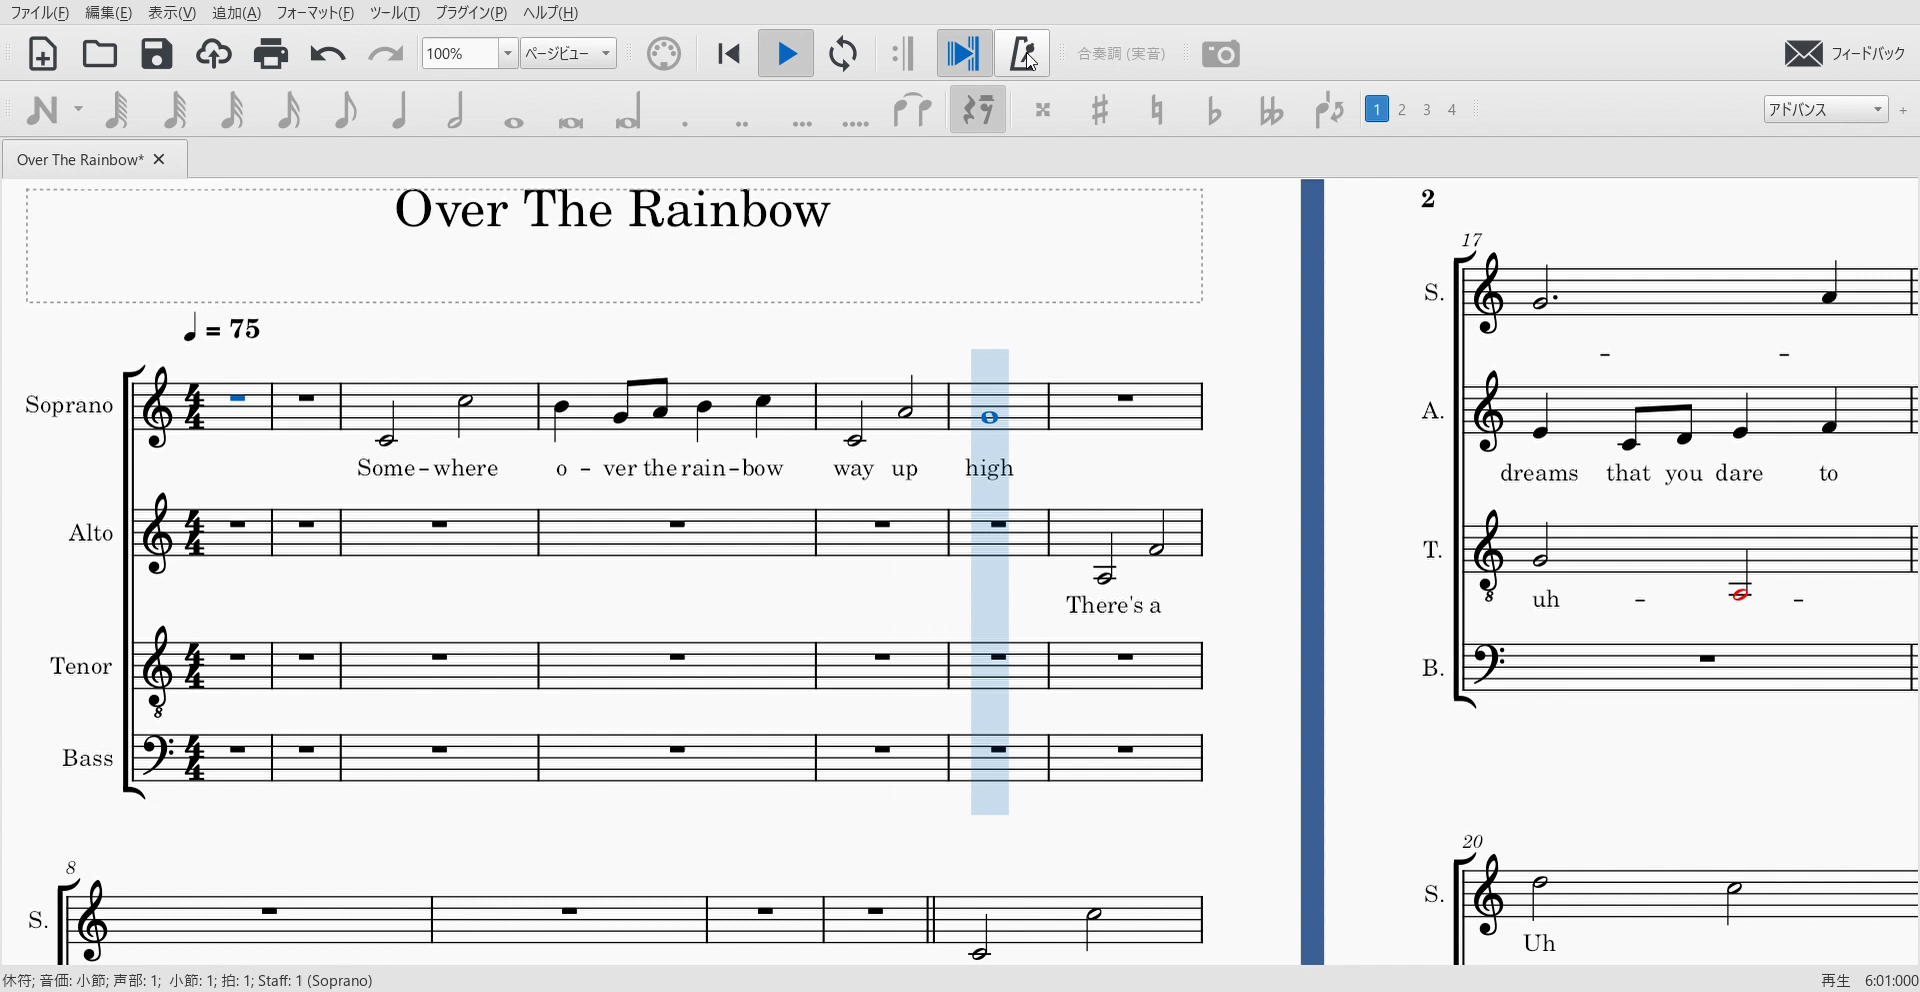 ファイル(F) 編集(E) 表示(V) 追加(A) フォーマット(F) ツール(T) プラグイン(P) ヘルプ(H)
100% ページビュー 合奏調 (実音) フィードバック
1 2 3 4 アドバンス +
Over The Rainbow*
Over The Rainbow
= 75
Soprano
Some-where o - ver the rain-bow way up high
Alto
There's a
Tenor
Bass
8
S.
2
17
S.
- -
A.
dreams that you dare to
T.
uh - -
B.
20
S.
Uh
休符; 音価: 小節; 声部: 1; 小節: 1; 拍: 1; Staff: 1 (Soprano) 再生 6:01:000